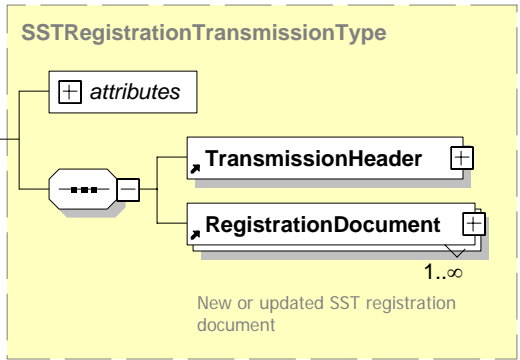 SSTRegistrationTransmissionType
attributes
TransmissionHeader
RegistrationDocument
1..∞
New or updated SST registration
document